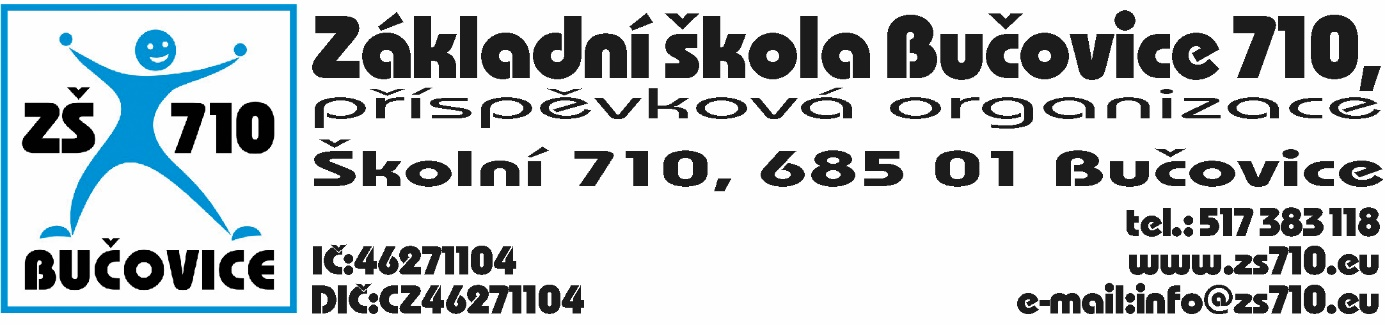 ZŠ 710
BUČOVICE
Základní škola Bučovice 710,
příspěvková organizace
Školní 710, 685 01 Bučovice
tel.: 517 383 118
IČ:46271104
www.zs710.eu
DIČ:CZ46271104
e-mail:info@zs710.eu